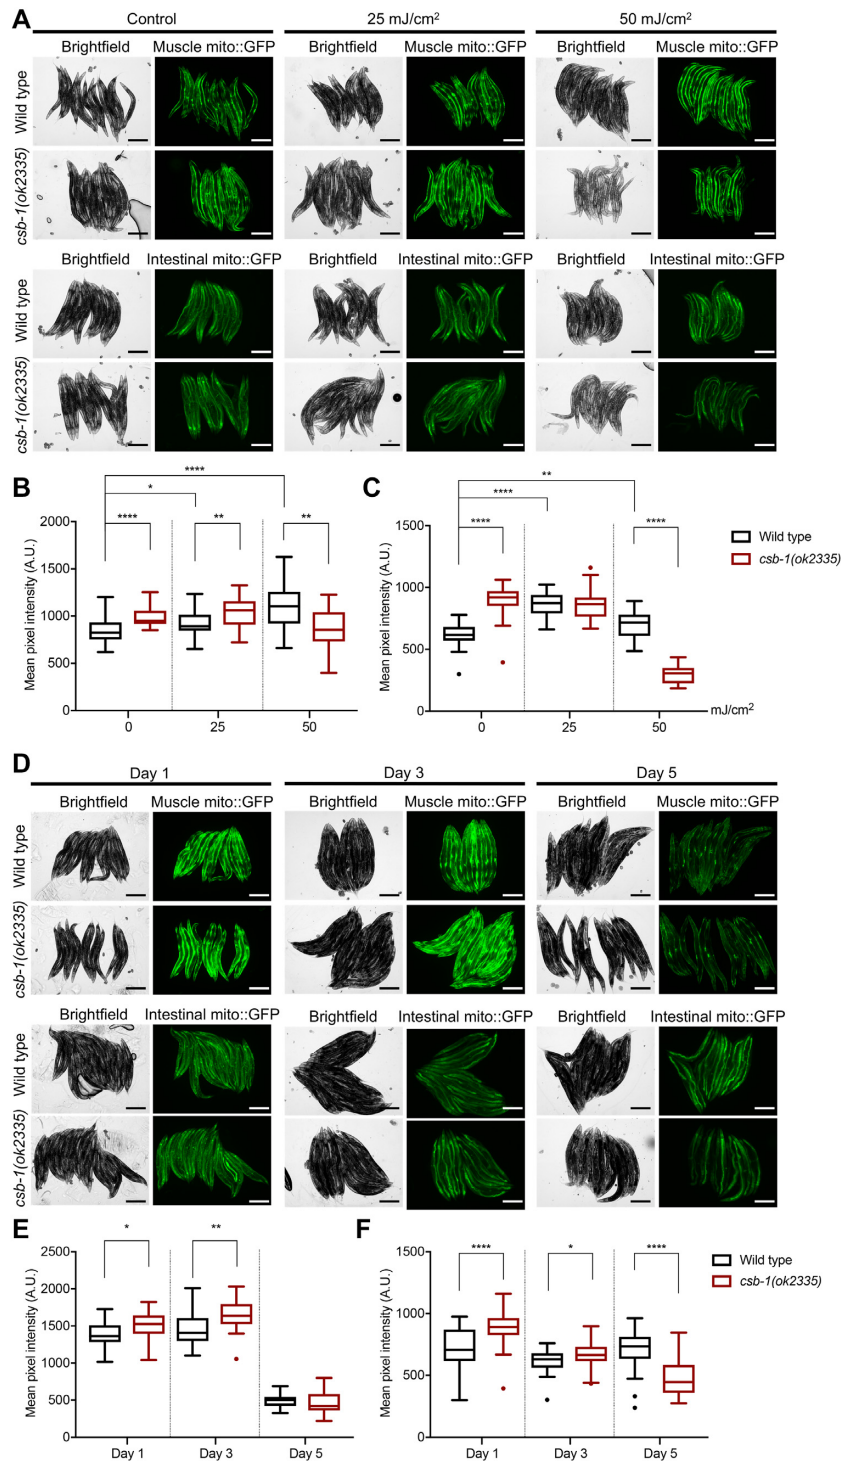 A
Control
25 mJ/cm2
50 mJ/cm2
Brightfield Muscle mito::GFP Brightfield Muscle mito::GFP Brightfield Muscle mito::GFP
Wild type
csb-1(ok2335)
Brightfield Intestinal mito::GFP Brightfield Intestinal mito::GFP Brightfield Intestinal mito::GFP
Wild type
csb-1(ok2335)
B
****
*
**** ** **
Mean pixel intensity (A.U.)
2000
1500
1000
500
0
0 25 50
C
**
****
**** ****
Mean pixel intensity (A.U.)
1500
1000
500
0
0 25 50 mJ/cm2
Wild type
csb-1(ok2335)
D
Day 1
Day 3
Day 5
Brightfield Muscle mito::GFP Brightfield Muscle mito::GFP Brightfield Muscle mito::GFP
Wild type
csb-1(ok2335)
Brightfield Intestinal mito::GFP Brightfield Intestinal mito::GFP Brightfield Intestinal mito::GFP
Wild type
csb-1(ok2335)
E
* **
Mean pixel intensity (A.U.)
2500
2000
1500
1000
500
0
Day 1 Day 3 Day 5
F
**** * ****
Mean pixel intensity (A.U.)
1500
1000
500
0
Day 1 Day 3 Day 5
Wild type
csb-1(ok2335)